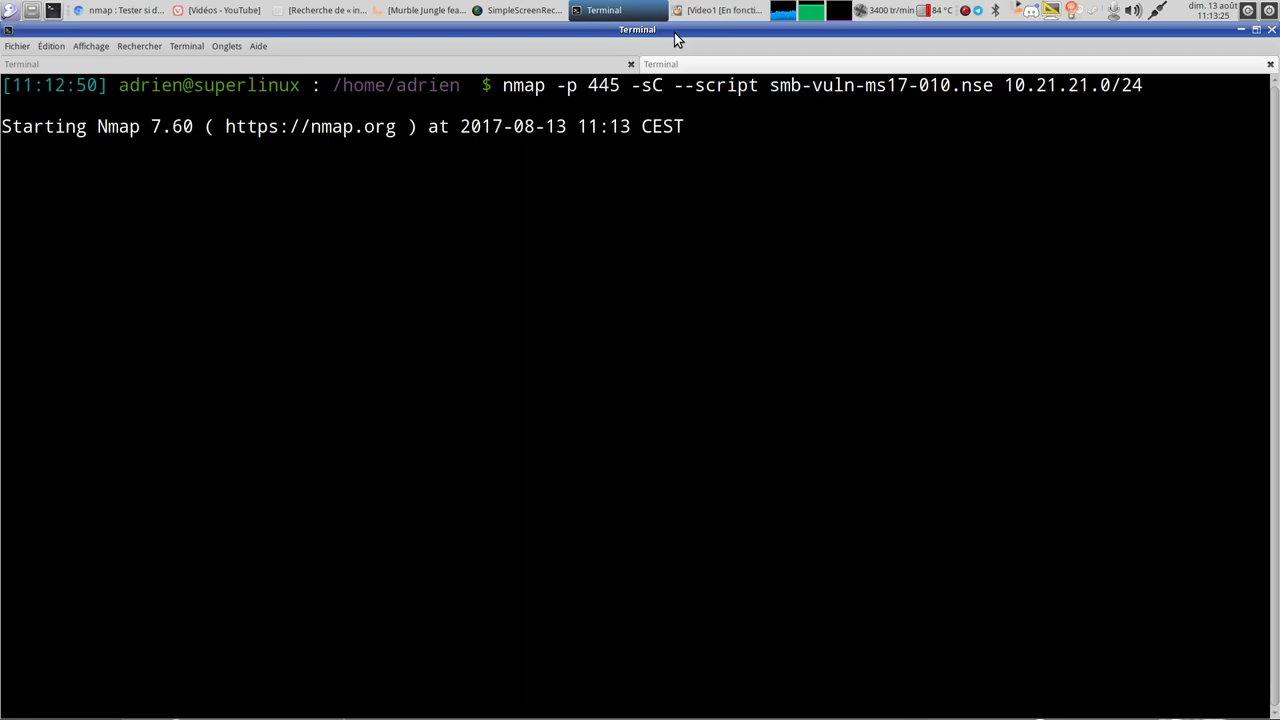 nmap : Tester si d... [Vidéos - YouTube] [Recherche de « in... [Murble Jungle fea... SimpleScreenRec... Terminal [Video1 [En foncti... 3400 tr/min 84 °C dim. 13 août
11:13:25
Terminal
Fichier Édition Affichage Rechercher Terminal Onglets Aide
Terminal Terminal
[11:12:50] adrien@superlinux : /home/adrien $ nmap -p 445 -sC --script smb-vuln-ms17-010.nse 10.21.21.0/24
Starting Nmap 7.60 ( https://nmap.org ) at 2017-08-13 11:13 CEST